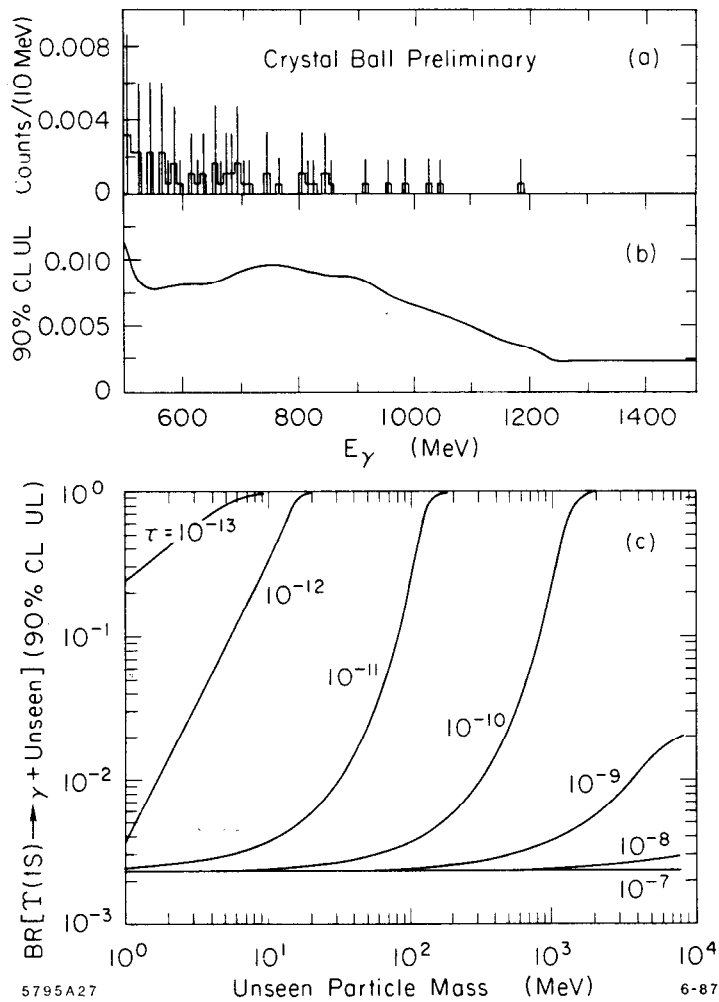 0.008
0.004
0
Counts/(10 MeV)
Crystal Ball Preliminary
(a)
0.010
0.005
0
90% CL UL
(b)
600 800 1000 1200 1400
Eγ (MeV)
10⁰
10⁻¹
10⁻²
10⁻³
BR[ϒ(1S)→γ+Unseen] (90% CL UL)
τ=10⁻¹³
(c)
10⁻¹²
10⁻¹¹
10⁻¹⁰
10⁻⁹
10⁻⁸
10⁻⁷
10⁰ 10¹ 10² 10³ 10⁴
5795A27
Unseen Particle Mass (MeV)
6-87